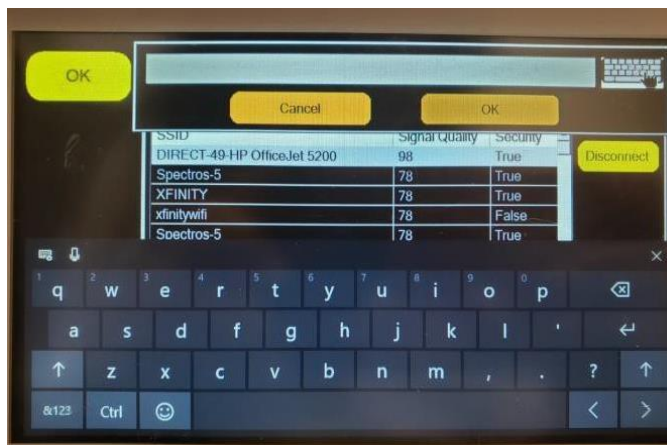 OK
Cancel OK
SSID Signal Quality Security
DIRECT-49-HP OfficeJet 5200 98 True Disconnect
Spectros-5 78 True
XFINITY 78 True
xfinitywifi 78 False
Spectros-5 78 True
1 2 3 4 5 6 7 8 9 0
q w e r t y u i o p
a s d f g h j k l '
z x c v b n m , . ?
&123 Ctrl